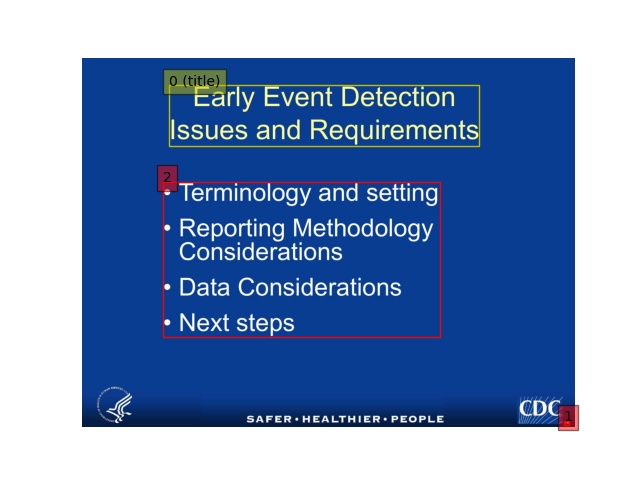 0 (title)
Early Event Detection
Issues and Requirements
2
• Terminology and setting
• Reporting Methodology
Considerations
• Data Considerations
• Next steps
SAFER • HEALTHIER • PEOPLE
CDC
1